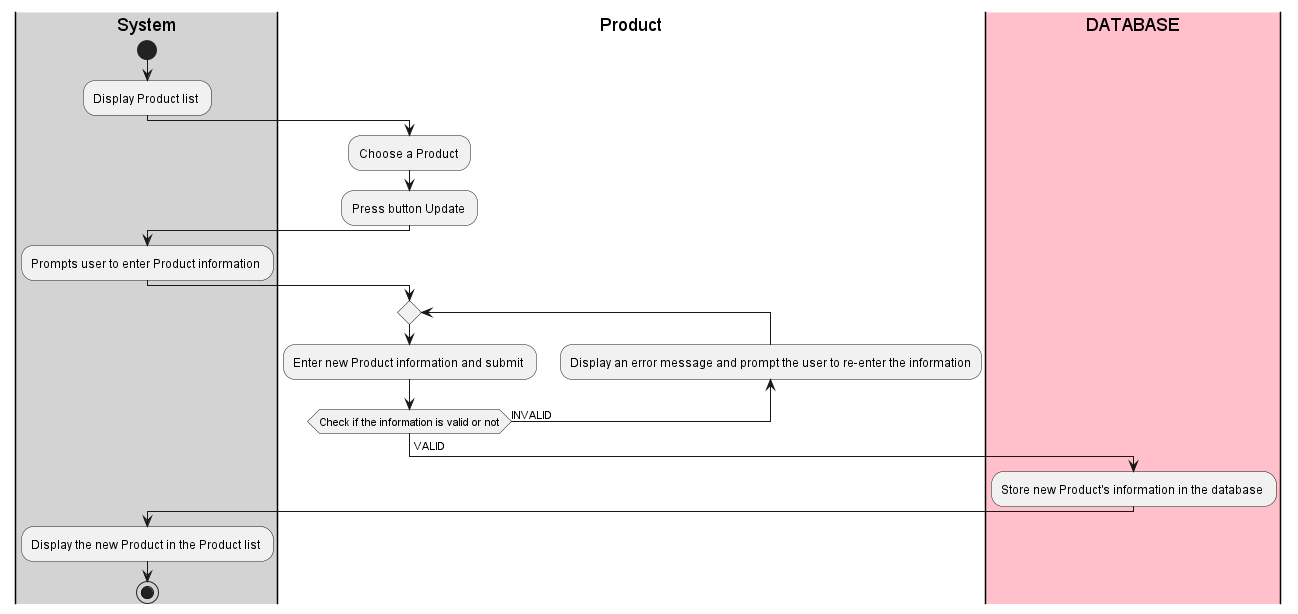 System
Product
DATABASE
Display Product list
Choose a Product
Press button Update
Prompts user to enter Product information
Enter new Product information and submit
Display an error message and prompt the user to re-enter the information
Check if the information is valid or not
INVALID
VALID
Store new Product's information in the database
Display the new Product in the Product list